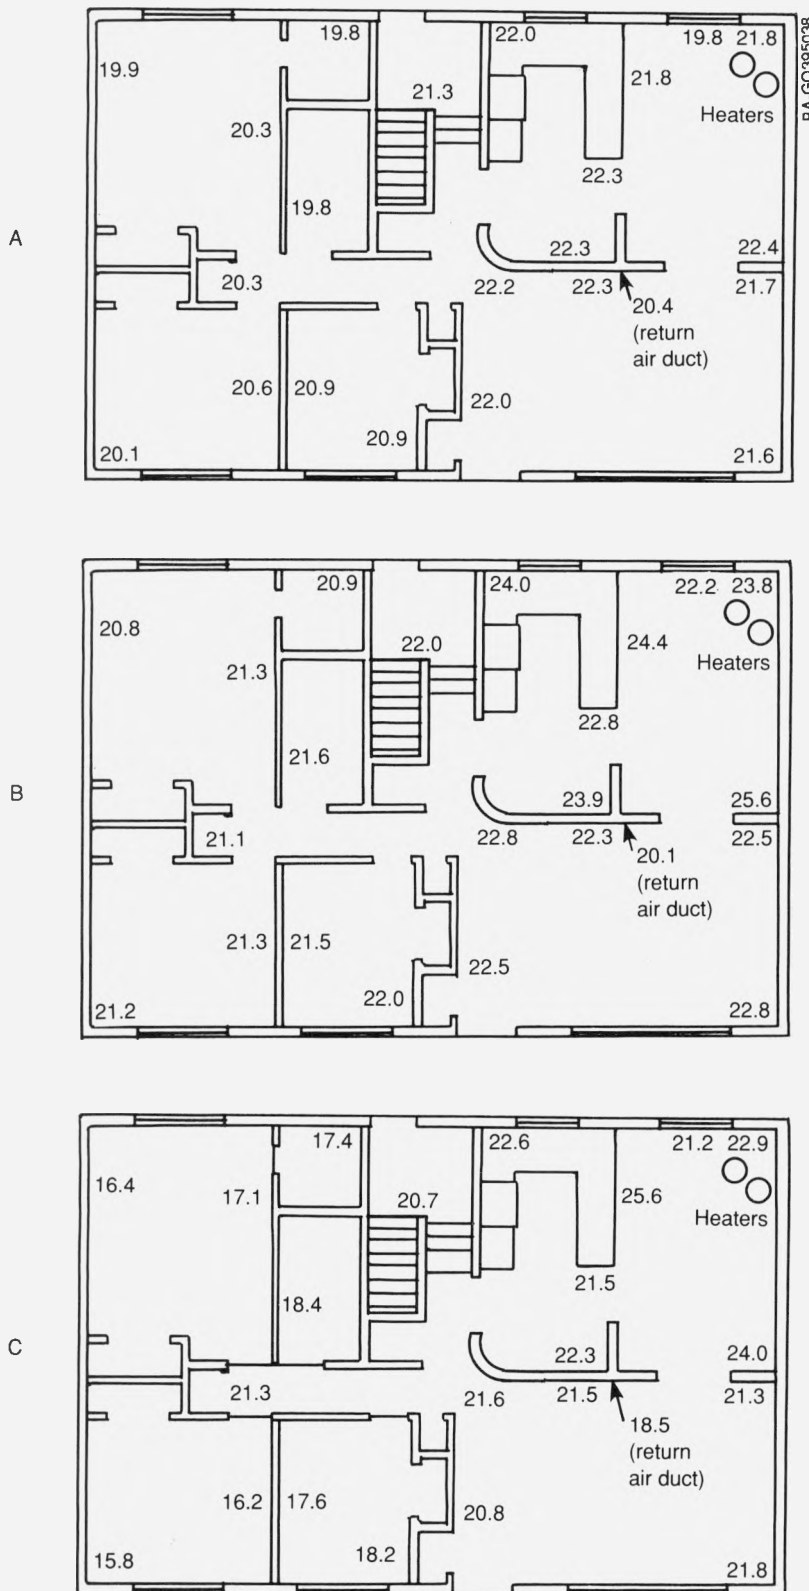 BA-GO395038
19.8 22.0 19.8 21.8
19.9 21.3 21.8
Heaters
20.3
22.3
19.8
A
22.3 22.4
20.3 22.2 22.3 21.7
20.4
(return
air duct)
20.6 20.9 22.0
20.9
20.1 21.6
20.9 24.0 22.2 23.8
20.8
22.0 24.4
Heaters
21.3
22.8
21.6
B
23.9 25.6
21.1 22.8 22.3 22.5
20.1
(return
air duct)
21.3 21.5
22.5
22.0
21.2 22.8
17.4 22.6 21.2 22.9
16.4 17.1 20.7 25.6
Heaters
21.5
18.4
C
22.3 24.0
21.3 21.6 21.5 21.3
18.5
(return
air duct)
16.2 17.6
20.8
15.8 18.2 21.8